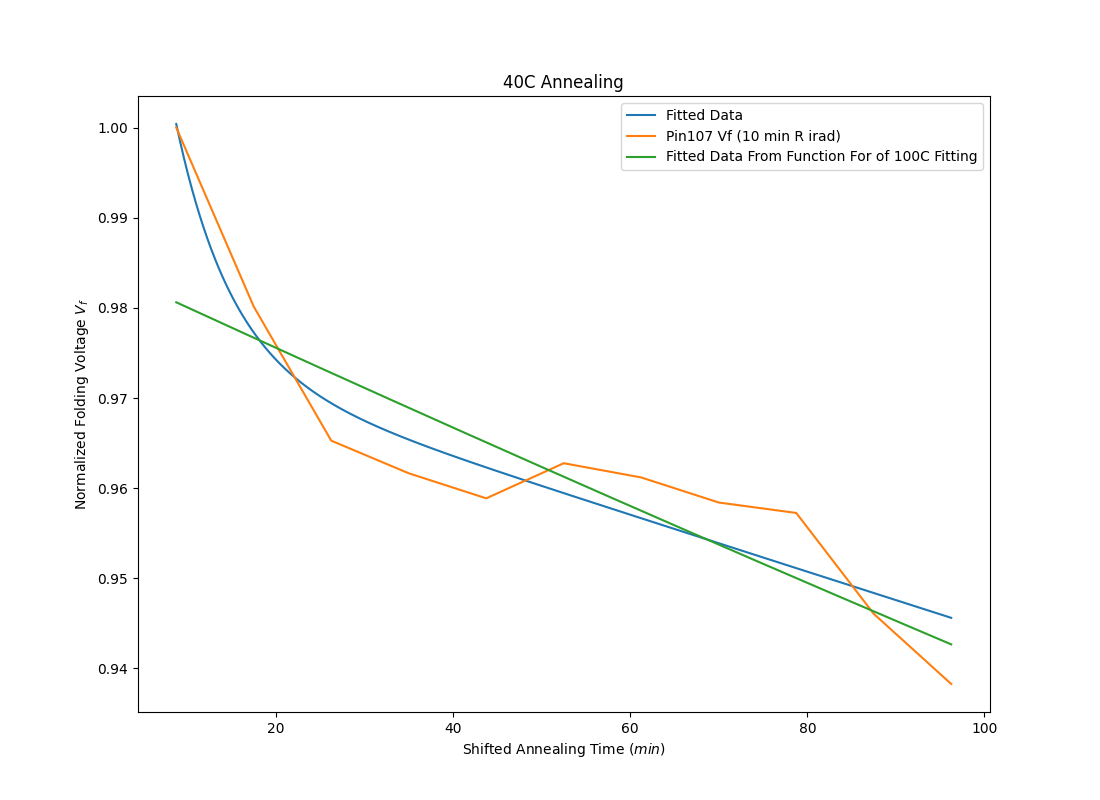 40C Annealing
Fitted Data
Pin107 Vf (10 min R irad)
Fitted Data From Function For of 100C Fitting
Normalized Folding Voltage V_f
1.00
0.99
0.98
0.97
0.96
0.95
0.94
20 40 60 80 100
Shifted Annealing Time (min)